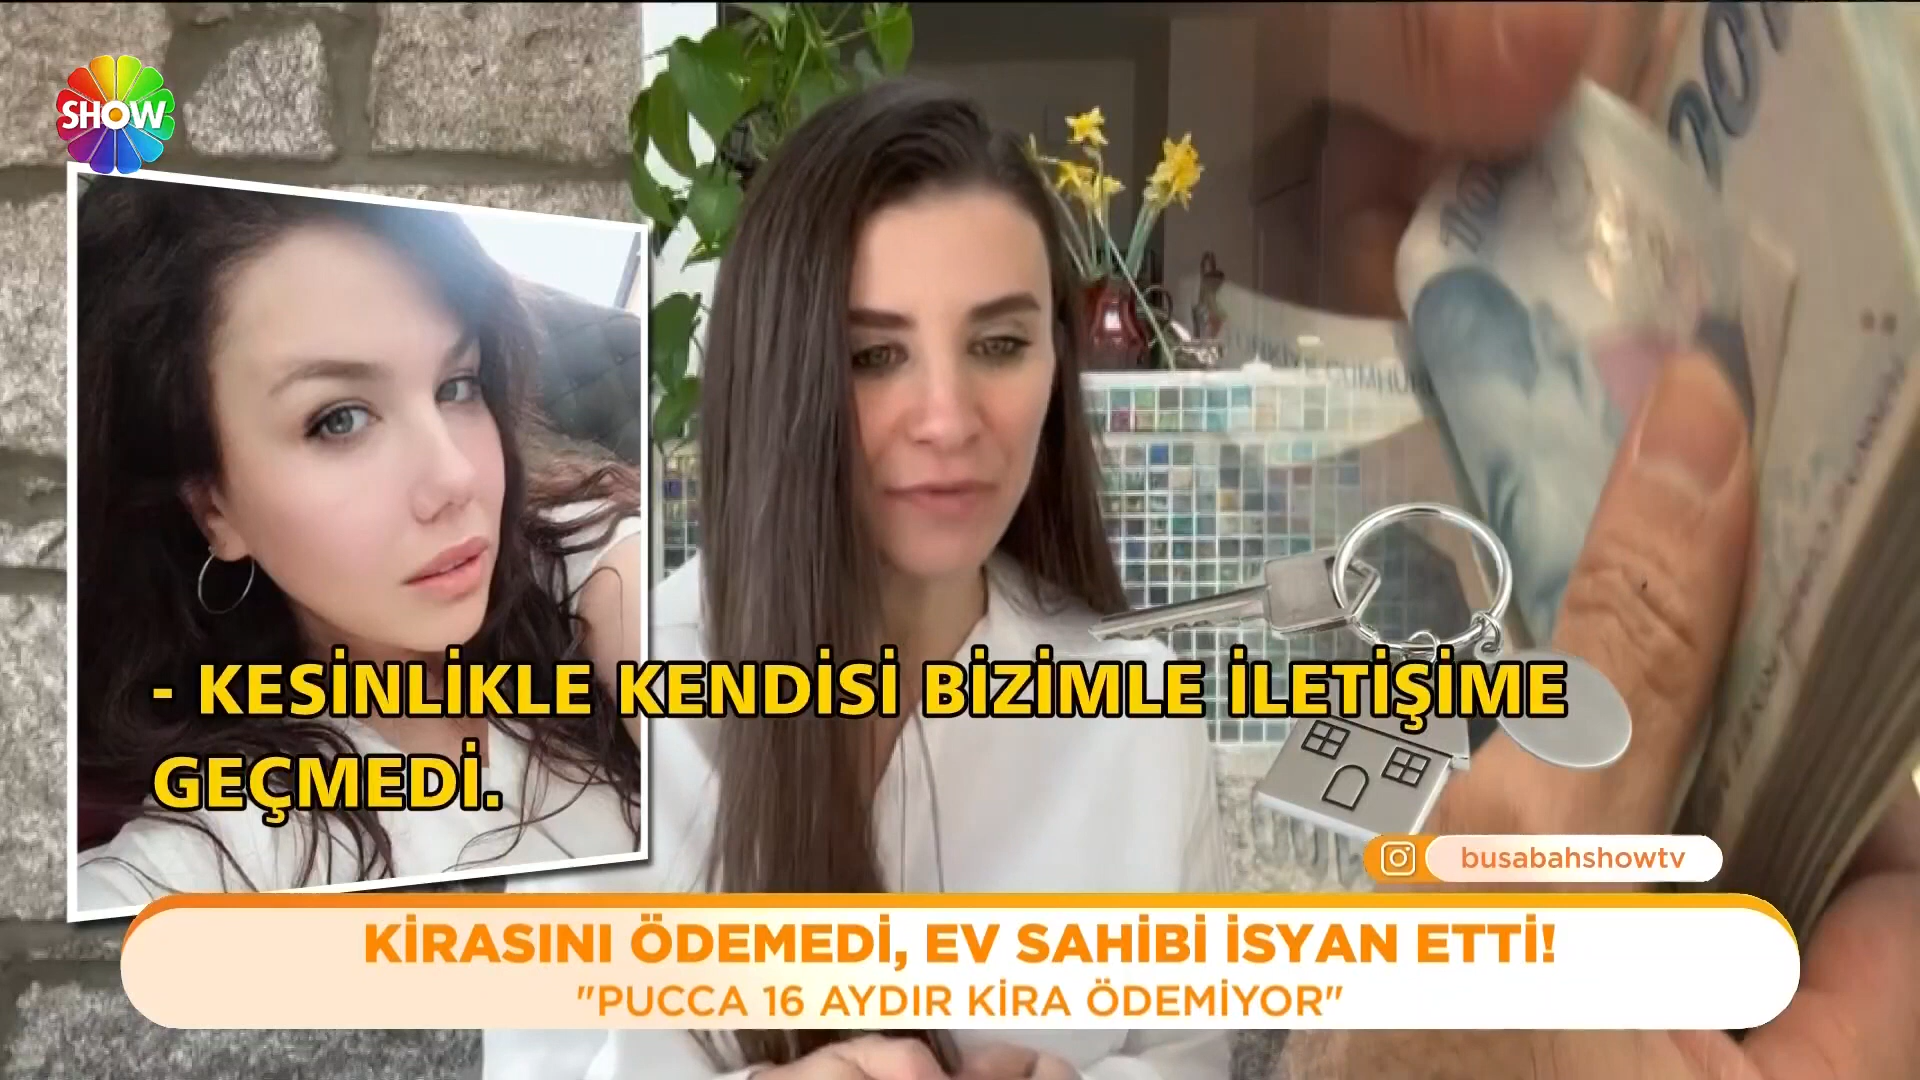 SHOW
- KESİNLİKLE KENDİSİ BİZİMLE İLETİŞİME
GEÇMEDİ.
busabahshowtv
KİRASINI ÖDEMEDİ, EV SAHİBİ İSYAN ETTİ!
"PUCCA 16 AYDIR KİRA ÖDEMİYOR"